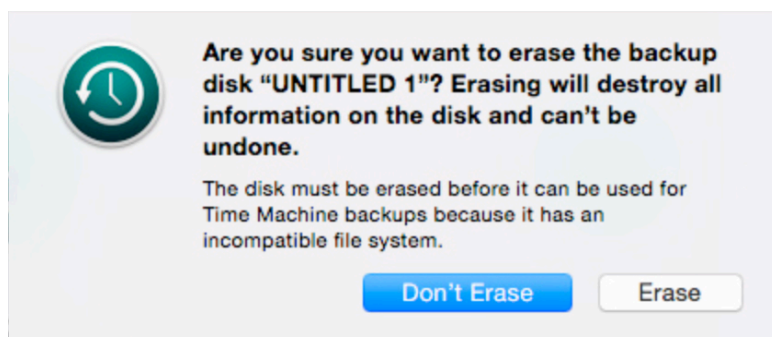 Are you sure you want to erase the backup
disk “UNTITLED 1”? Erasing will destroy all
information on the disk and can’t be
undone.
The disk must be erased before it can be used for
Time Machine backups because it has an
incompatible file system.
Don’t Erase
Erase